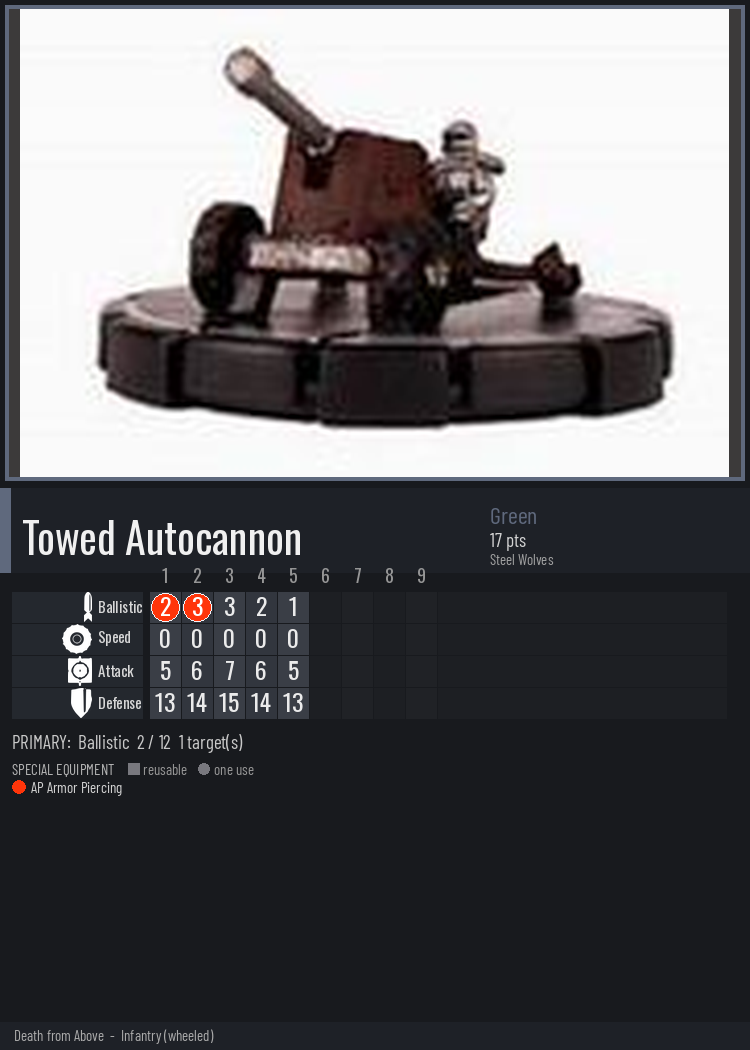 Towed Autocannon
Green
17 pts
Steel Wolves
1 2 3 4 5 6 7 8 9
Ballistic 2 3 3 2 1
Speed 0 0 0 0 0
Attack 5 6 7 6 5
Defense 13 14 15 14 13
PRIMARY: Ballistic 2 / 12 1 target(s)
SPECIAL EQUIPMENT reusable one use
AP Armor Piercing
Death from Above - Infantry (wheeled)